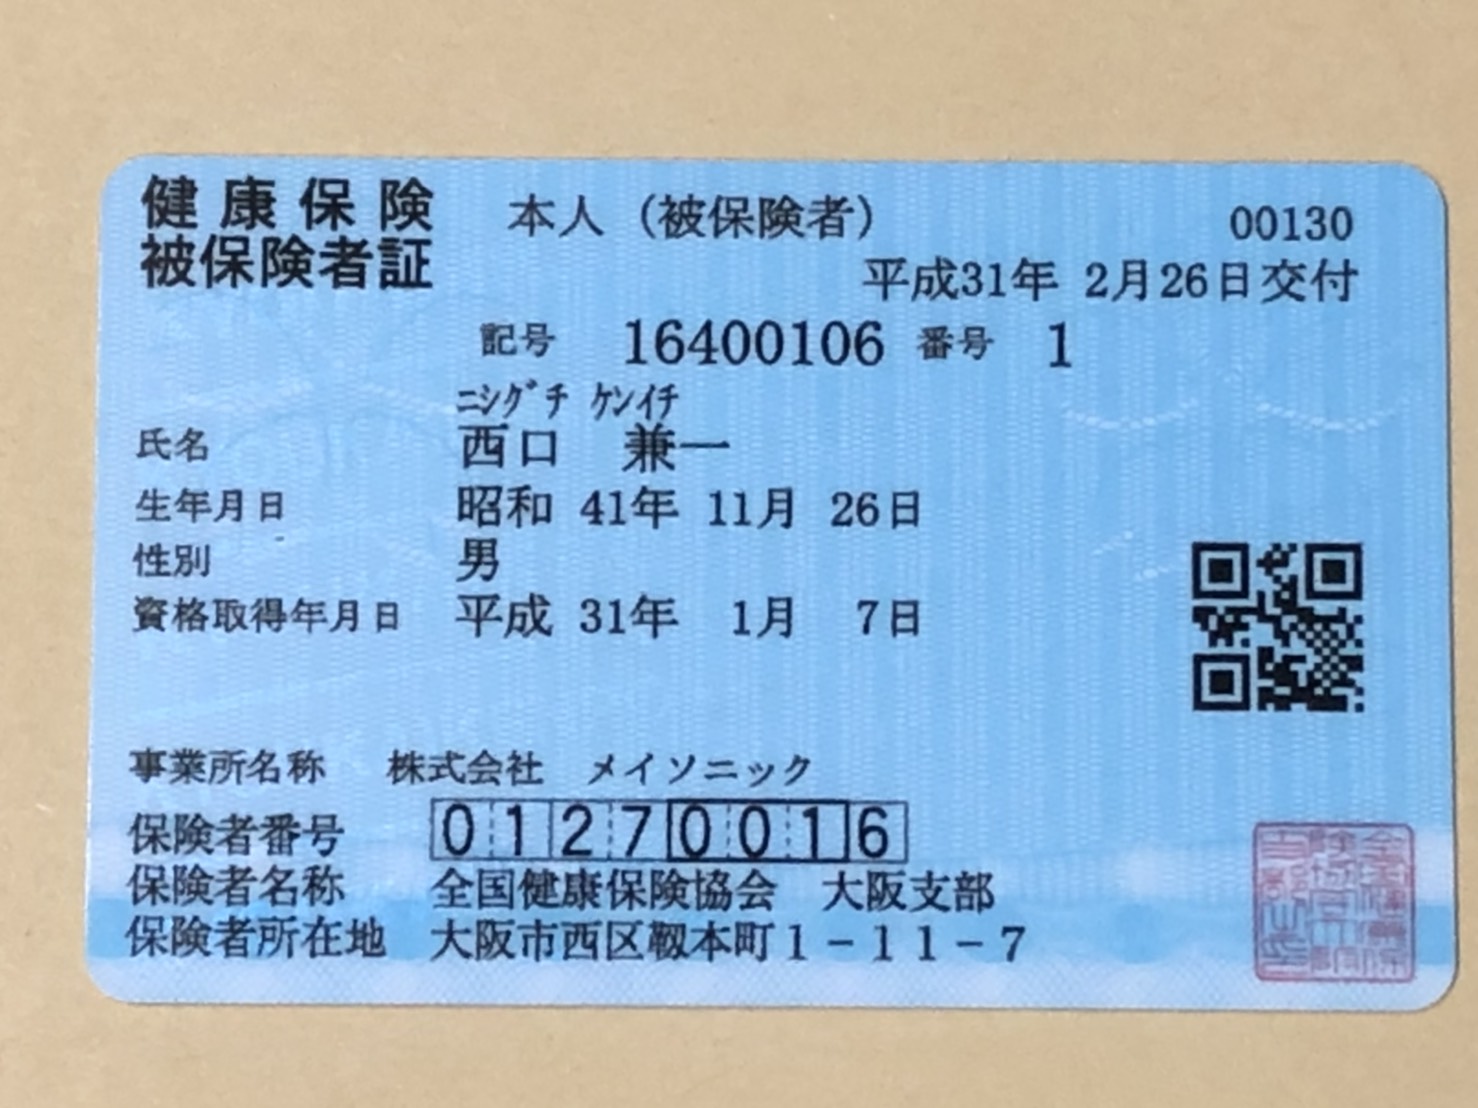 健康保険 本人（被保険者） 00130
被保険者証 平成31年 2月26日交付
記号 16400106 番号 1
ﾆｼｸﾞﾁ ｹﾝｲﾁ
氏名 西口 兼一
生年月日 昭和 41年 11月 26日
性別 男
資格取得年月日 平成 31年 1月 7日
事業所名称 株式会社 メイソニック
保険者番号 01270016
保険者名称 全国健康保険協会 大阪支部
保険者所在地 大阪市西区靱本町1－11－7